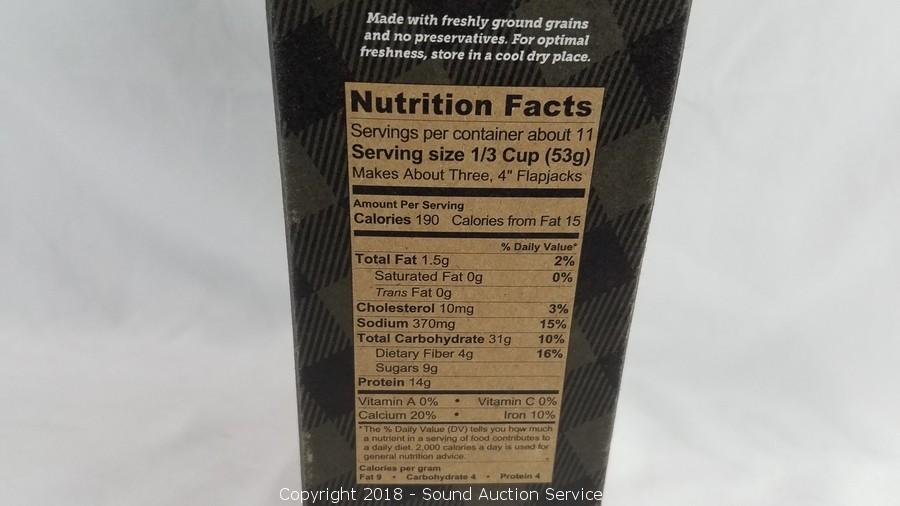 Made with freshly ground grains
and no preservatives. For optimal
freshness, store in a cool dry place.
Nutrition Facts
Servings per container about 11
Serving size 1/3 Cup (53g)
Makes About Three, 4" Flapjacks
Amount Per Serving
Calories 190 Calories from Fat 15
% Daily Value*
Total Fat 1.5g 2%
Saturated Fat 0g 0%
Trans Fat 0g
Cholesterol 10mg 3%
Sodium 370mg 15%
Total Carbohydrate 31g 10%
Dietary Fiber 4g 16%
Sugars 9g
Protein 14g
Vitamin A 0% • Vitamin C 0%
Calcium 20% • Iron 10%
*The % Daily Value (DV) tells you how much
a nutrient in a serving of food contributes to
a daily diet. 2,000 calories a day is used for
general nutrition advice.
Calories per gram
Fat 9 • Carbohydrate 4 • Protein 4
Copyright 2018 - Sound Auction Service